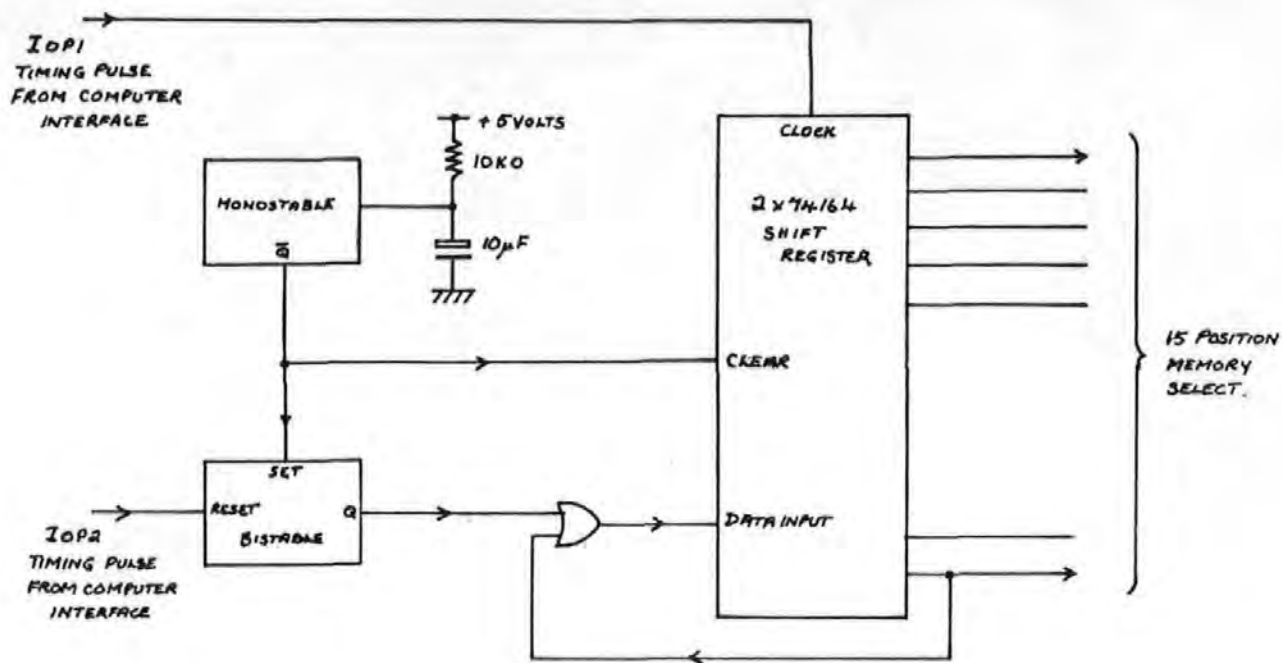 IOP1
TIMING PULSE
FROM COMPUTER
INTERFACE
+5 VOLTS
10KΩ
MONOSTABLE
Q̅
10µF
CLOCK
2 x 74164
SHIFT
REGISTER
CLEAR
15 POSITION
MEMORY
SELECT.
SET
RESET
Q
BISTABLE
DATA INPUT
IOP2
TIMING PULSE
FROM COMPUTER
INTERFACE